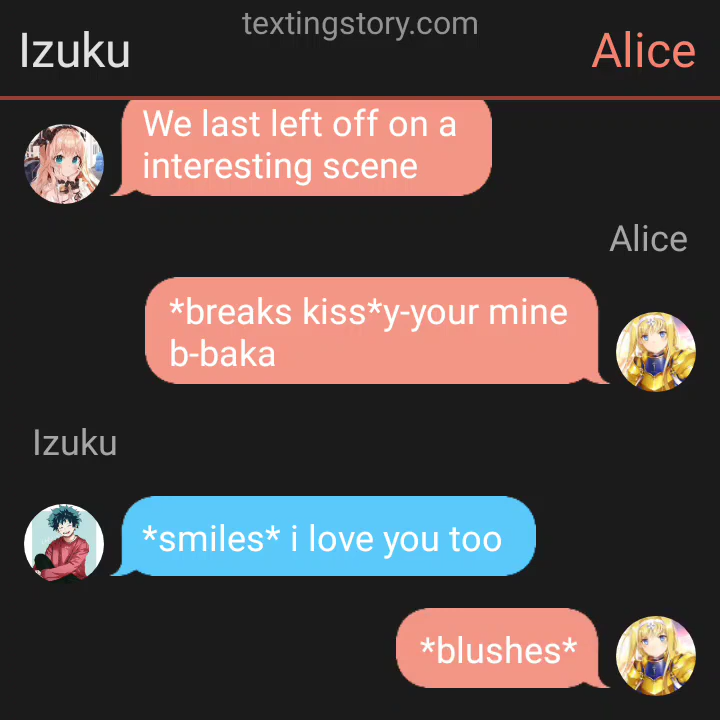 textingstory.com
Izuku
Alice
We last left off on a
interesting scene
Alice
*breaks kiss*y-your mine
b-baka
Izuku
*smiles* i love you too
*blushes*